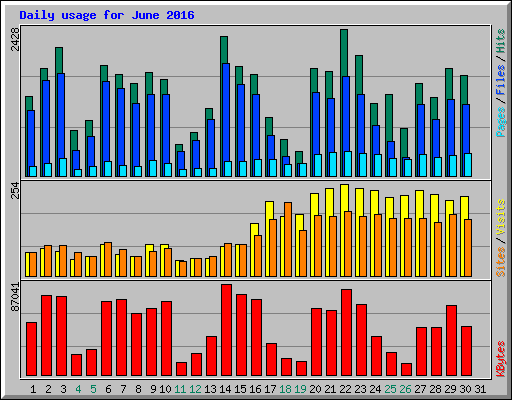 Daily usage for June 2016
2428
Pages / Files / Hits
254
Sites / Visits
87041
KBytes
1 2 3 4 5 6 7 8 9 10 11 12 13 14 15 16 17 18 19 20 21 22 23 24 25 26 27 28 29 30 31